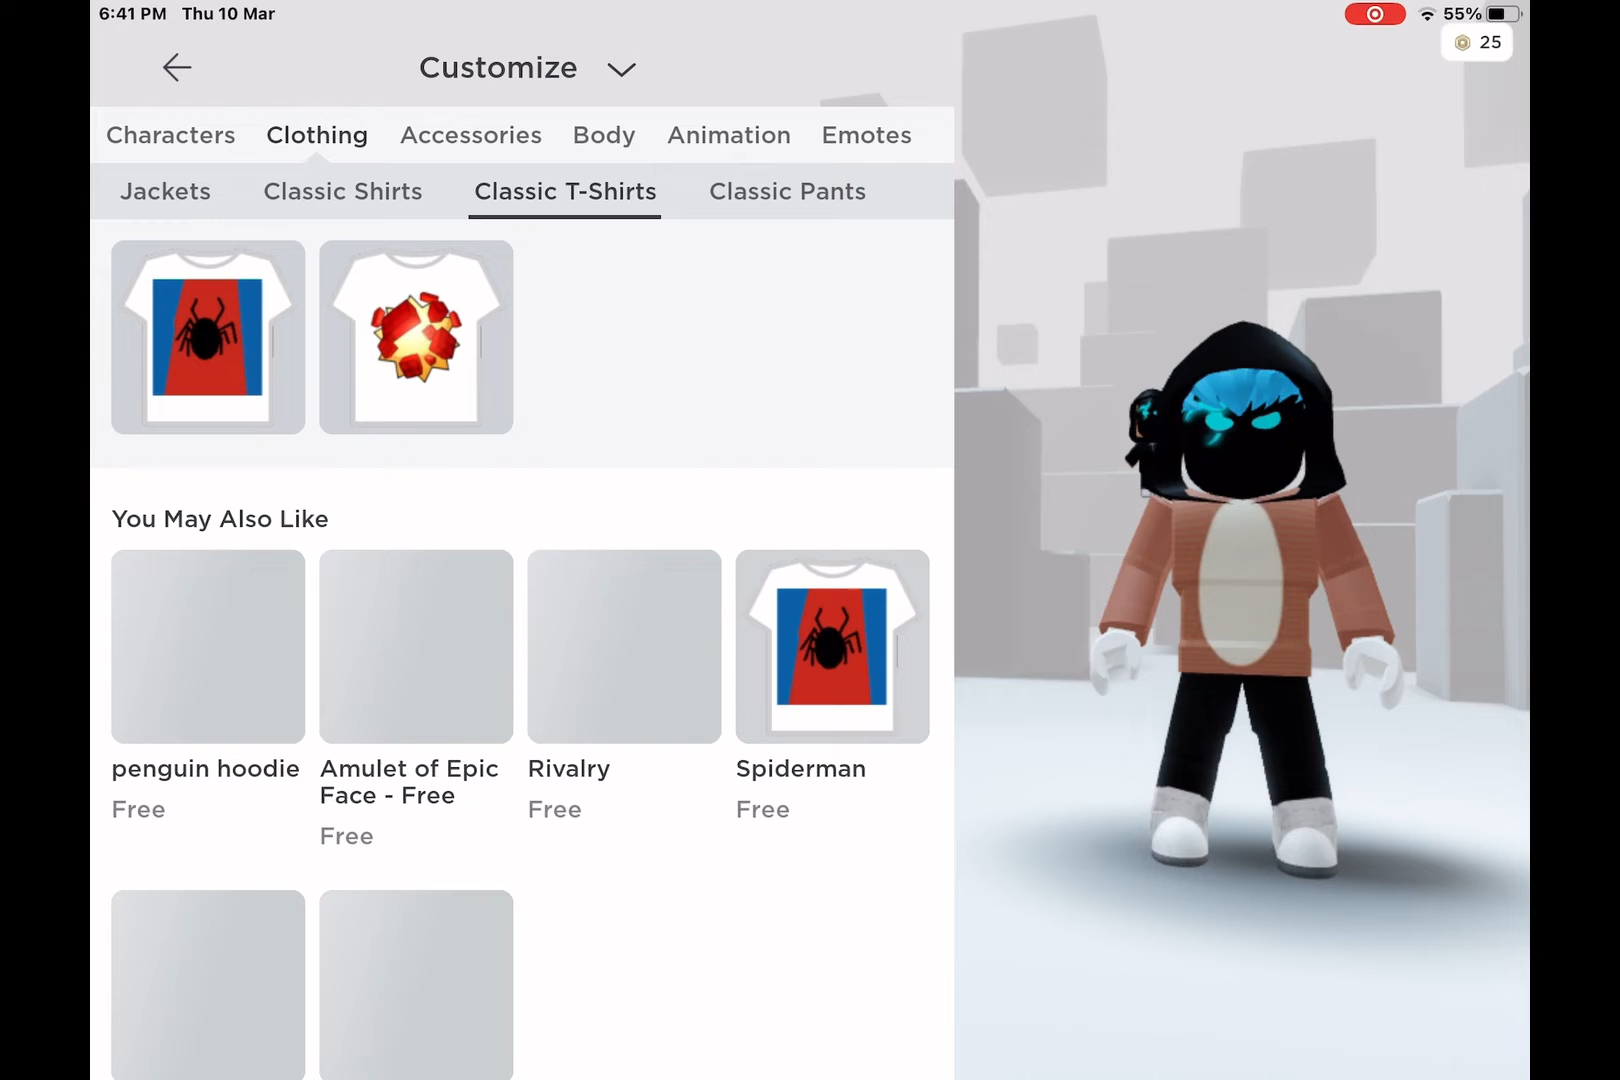 6:41 PM Thu 10 Mar
55%
25
Customize
Characters Clothing Accessories Body Animation Emotes
Jackets Classic Shirts Classic T-Shirts Classic Pants
You May Also Like
penguin hoodie
Free
Amulet of Epic
Face - Free
Free
Rivalry
Free
Spiderman
Free